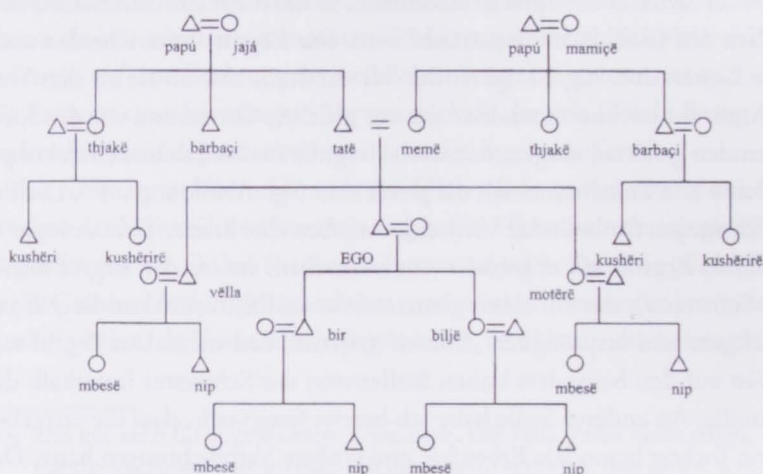 papú jajá papú mamiçë
thjakë barbaçi tatë memë thjakë barbaçi
kushëri kushërirë EGO kushëri kushërirë
vëlla motërë
bir biljë
mbesë nip mbesë nip
mbesë nip mbesë nip